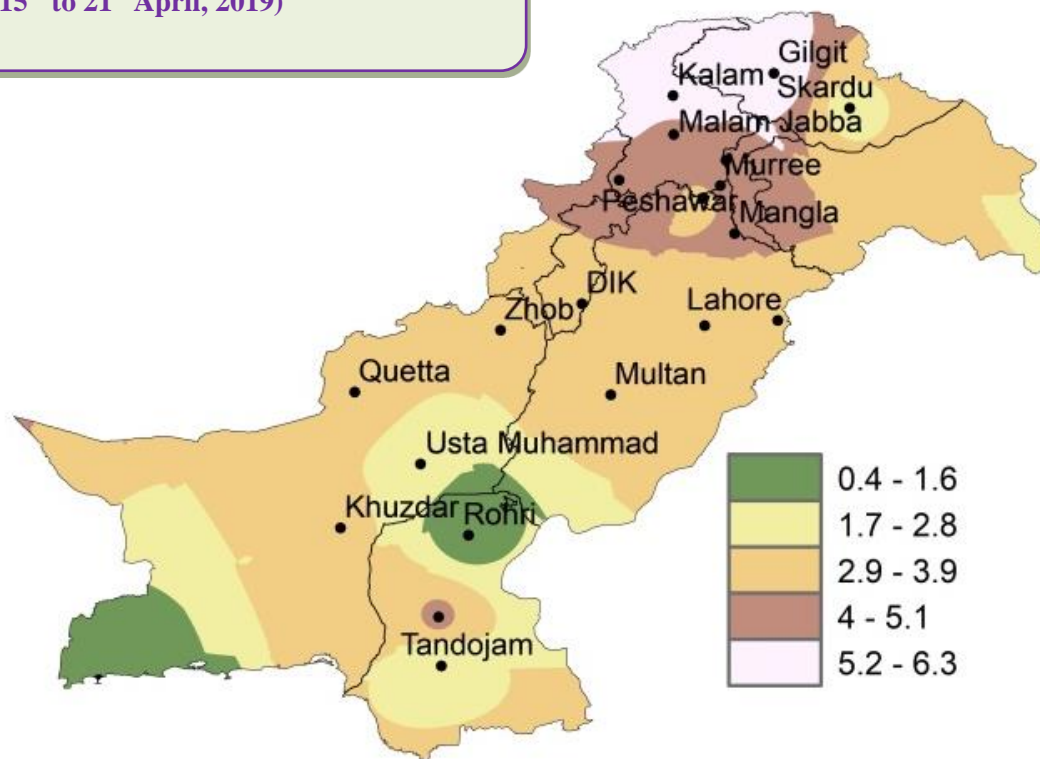 15 to 21 April, 2019)
Gilgit
Kalam
Skardu
Malam Jabba
Murree
Peshawar
Mangla
DIK
Zhob
Lahore
Quetta
Multan
Usta Muhammad
Khuzdar
Rohri
Tandojam
0.4 - 1.6
1.7 - 2.8
2.9 - 3.9
4 - 5.1
5.2 - 6.3